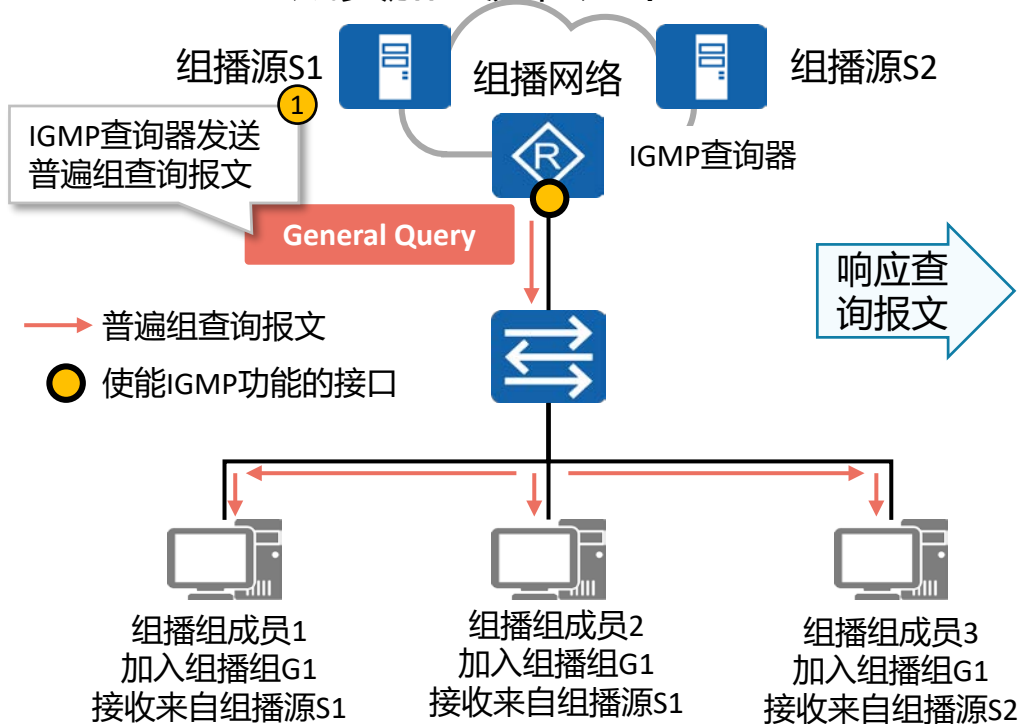 组播源S1
组播网络
组播源S2
1
IGMP查询器发送
普遍组查询报文
R
IGMP查询器
General Query
响应查
询报文
普遍组查询报文
使能IGMP功能的接口
组播组成员1
加入组播组G1
接收来自组播源S1
组播组成员2
加入组播组G1
接收来自组播源S1
组播组成员3
加入组播组G1
接收来自组播源S2